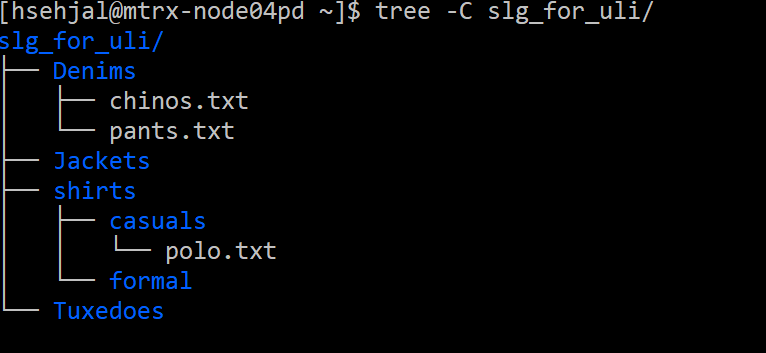 [hsehjal@mtrx-node04pd ~]$ tree -C slg_for_uli/
slg_for_uli/
├── Denims
│   ├── chinos.txt
│   └── pants.txt
├── Jackets
├── shirts
│   ├── casuals
│   │   └── polo.txt
│   └── formal
└── Tuxedoes